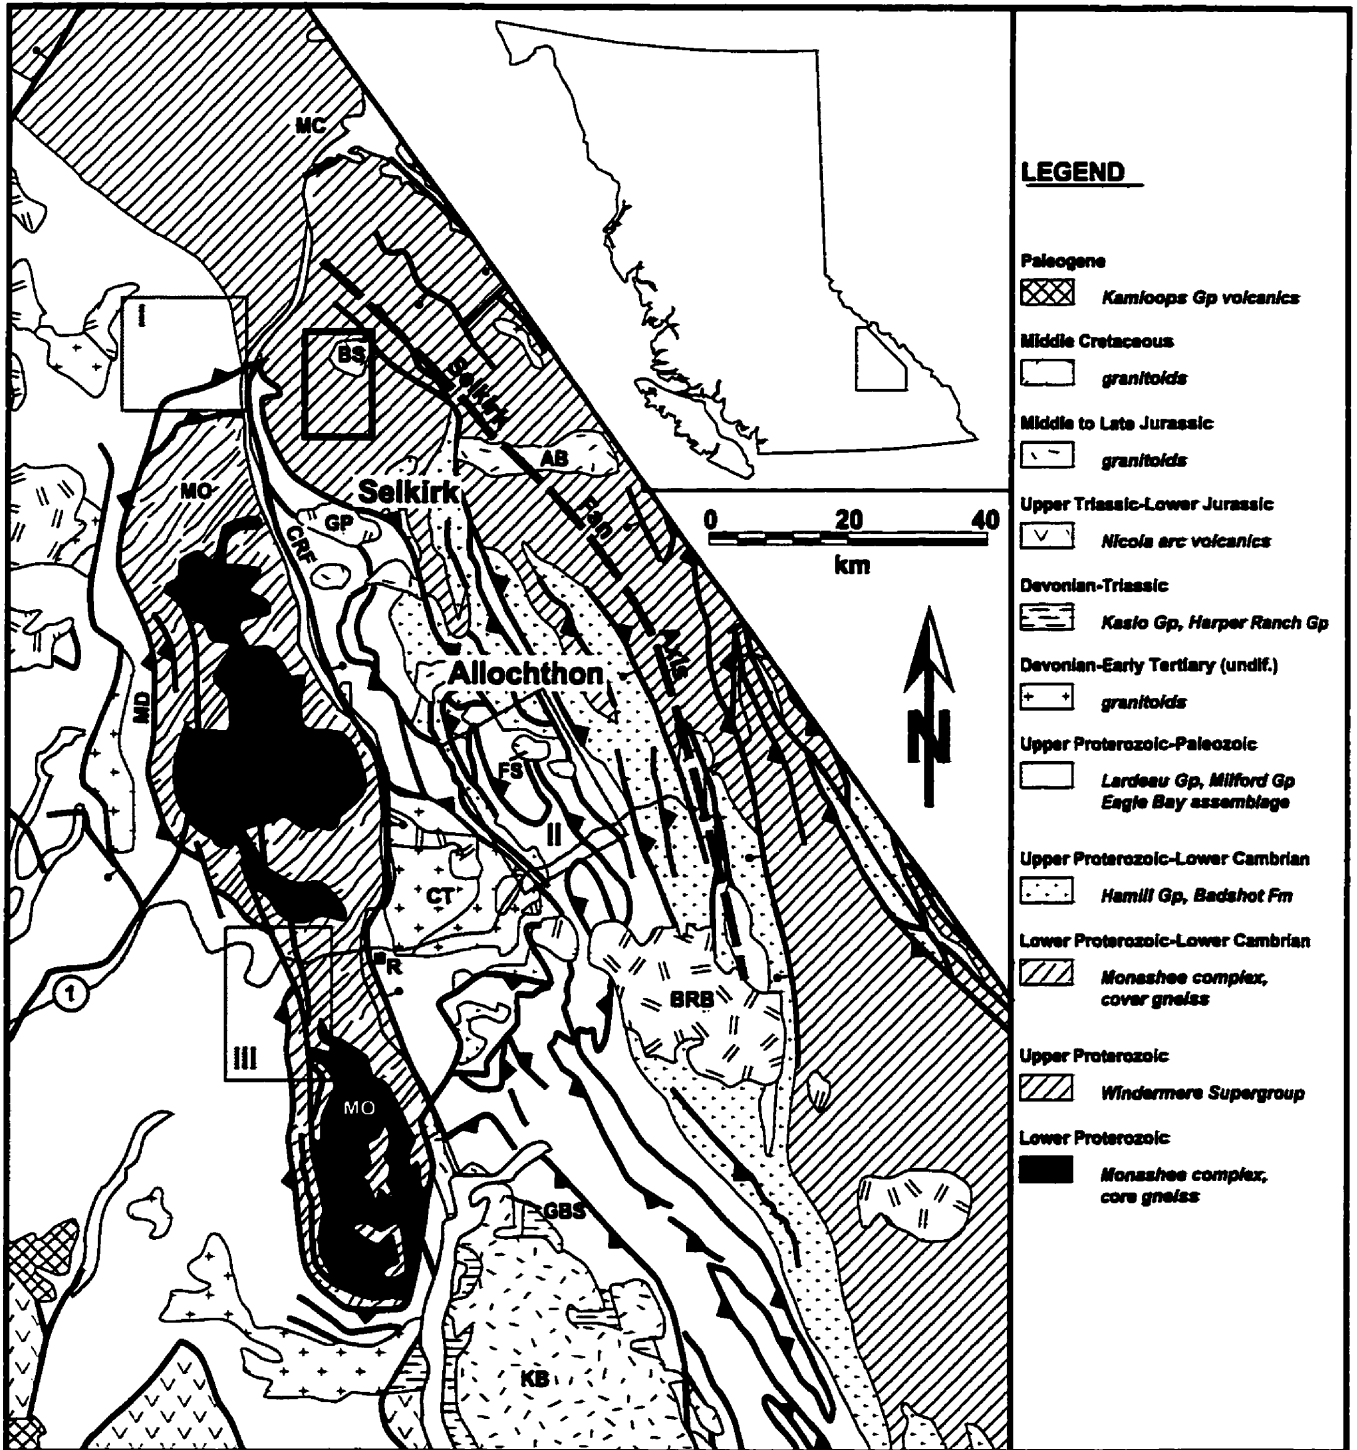 MC
BS
Selkirk
Fan
Axis
AB
MO
Selkirk
GP
CRF
Allochthon
MD
FS
II
CT
R
BRB
1
III
MO
GBS
KB
0 20 40
km
N
LEGEND
Paleogene
Kamloops Gp volcanics
Middle Cretaceous
granitoids
Middle to Late Jurassic
granitoids
Upper Triassic-Lower Jurassic
Nicola arc volcanics
Devonian-Triassic
Kaslo Gp, Harper Ranch Gp
Devonian-Early Tertiary (undif.)
granitoids
Upper Proterozoic-Paleozoic
Lardeau Gp, Milford Gp
Eagle Bay assemblage
Upper Proterozoic-Lower Cambrian
Hamill Gp, Badshot Fm
Lower Proterozoic-Lower Cambrian
Monashee complex,
cover gneiss
Upper Proterozoic
Windermere Supergroup
Lower Proterozoic
Monashee complex,
core gneiss